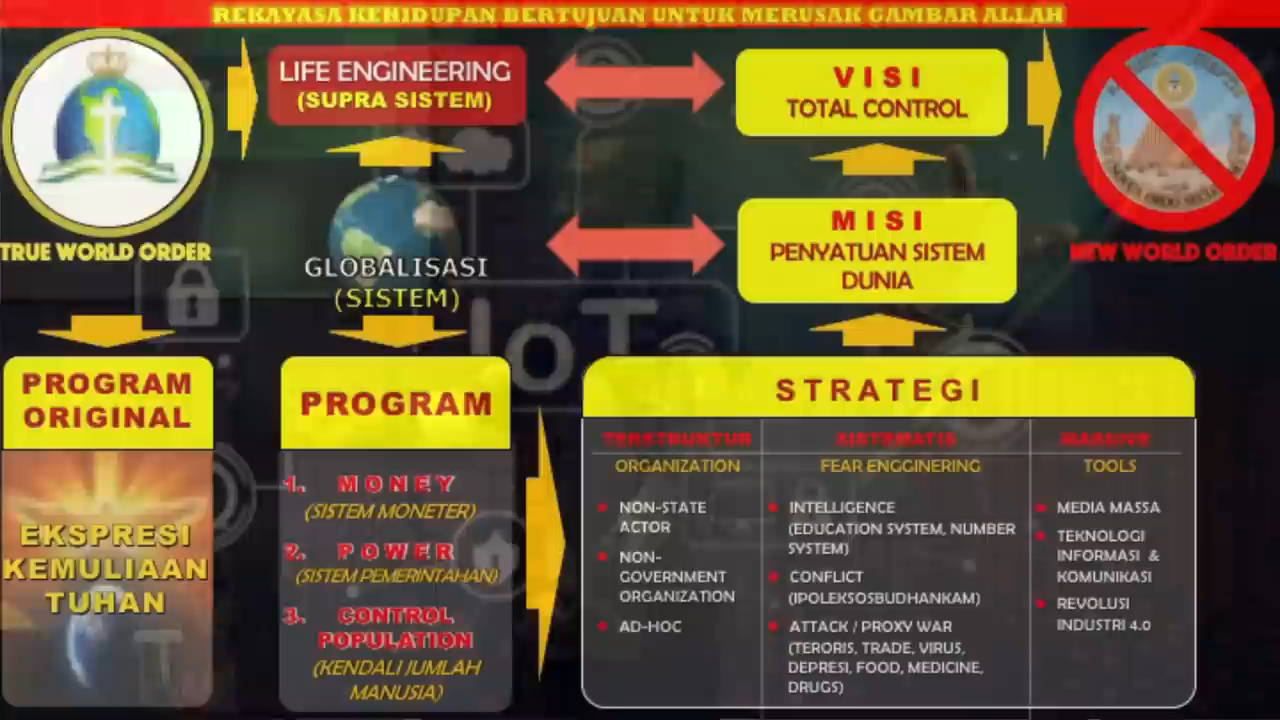 REKAYASA KEHIDUPAN BERTUJUAN UNTUK MERUSAK GAMBAR ALLAH
LIFE ENGINEERING
(SUPRA SISTEM)
VISI
TOTAL CONTROL
TRUE WORLD ORDER
GLOBALISASI
(SISTEM)
MISI
PENYATUAN SISTEM
DUNIA
NEW WORLD ORDER
IoT
PROGRAM
ORIGINAL
EKSPRESI
KEMULIAAN
TUHAN
PROGRAM
1. MONEY
(SISTEM MONETER)
2. POWER
(SISTEM PEMERINTAHAN)
3. CONTROL
POPULATION
(KENDALI JUMLAH
MANUSIA)
STRATEGI
TERSTRUKTUR
ORGANIZATION
NON-STATE
ACTOR
NON-
GOVERNMENT
ORGANIZATION
AD-HOC
SISTEMATIS
FEAR ENGGINERING
INTELLIGENCE
(EDUCATION SYSTEM, NUMBER
SYSTEM)
CONFLICT
(IPOLEKSOSBUDHANKAM)
ATTACK / PROXY WAR
(TERORIS, TRADE, VIRUS,
DEPRESI, FOOD, MEDICINE,
DRUGS)
MASSIVE
TOOLS
MEDIA MASSA
TEKNOLOGI
INFORMASI &
KOMUNIKASI
REVOLUSI
INDUSTRI 4.0